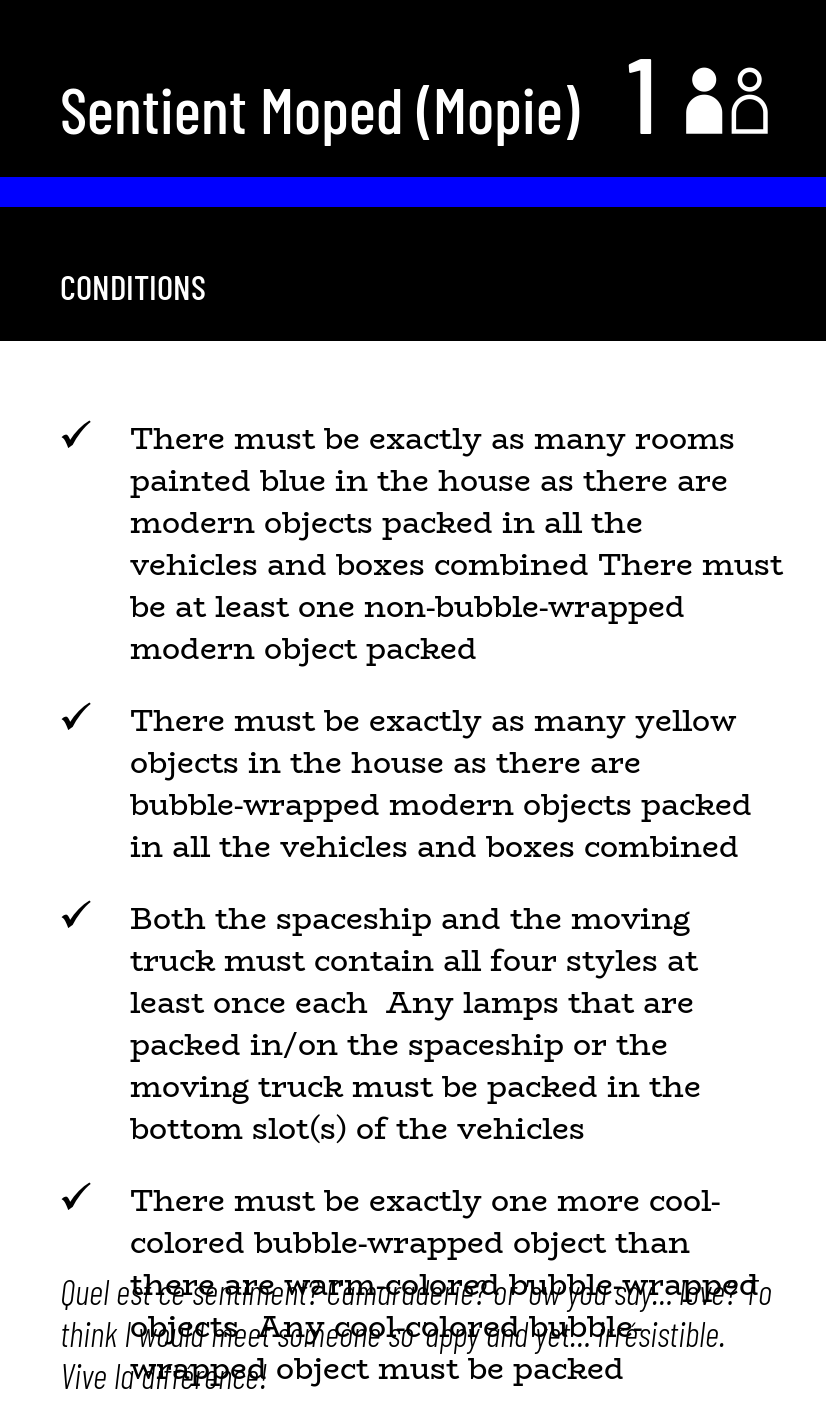 Sentient Moped (Mopie) 1
CONDITIONS
✓ There must be exactly as many rooms
painted blue in the house as there are
modern objects packed in all the
vehicles and boxes combined There must
be at least one non-bubble-wrapped
modern object packed
✓ There must be exactly as many yellow
objects in the house as there are
bubble-wrapped modern objects packed
in all the vehicles and boxes combined
✓ Both the spaceship and the moving
truck must contain all four styles at
least once each  Any lamps that are
packed in/on the spaceship or the
moving truck must be packed in the
bottom slot(s) of the vehicles
✓ There must be exactly one more cool-
colored bubble-wrapped object than
there are warm-colored bubble-wrapped
objects  Any cool-colored bubble-
wrapped object must be packed
Quel est ce sentiment? Camaraderie? or 'ow you say... love? To
think I would meet someone so 'appy and yet... irrésistible.
Vive la différence!